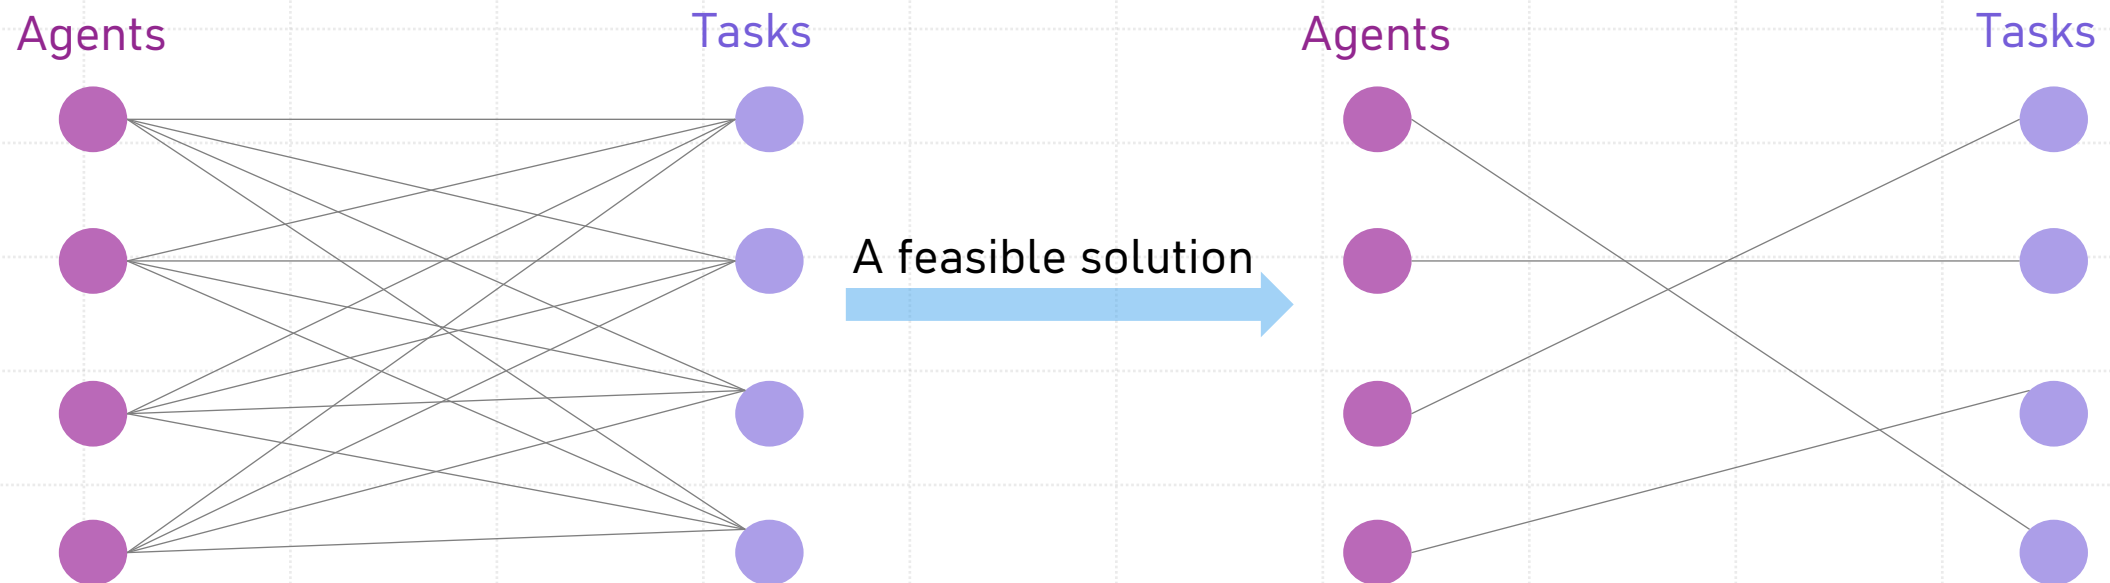 Agents
Tasks
A feasible solution
Agents
Tasks